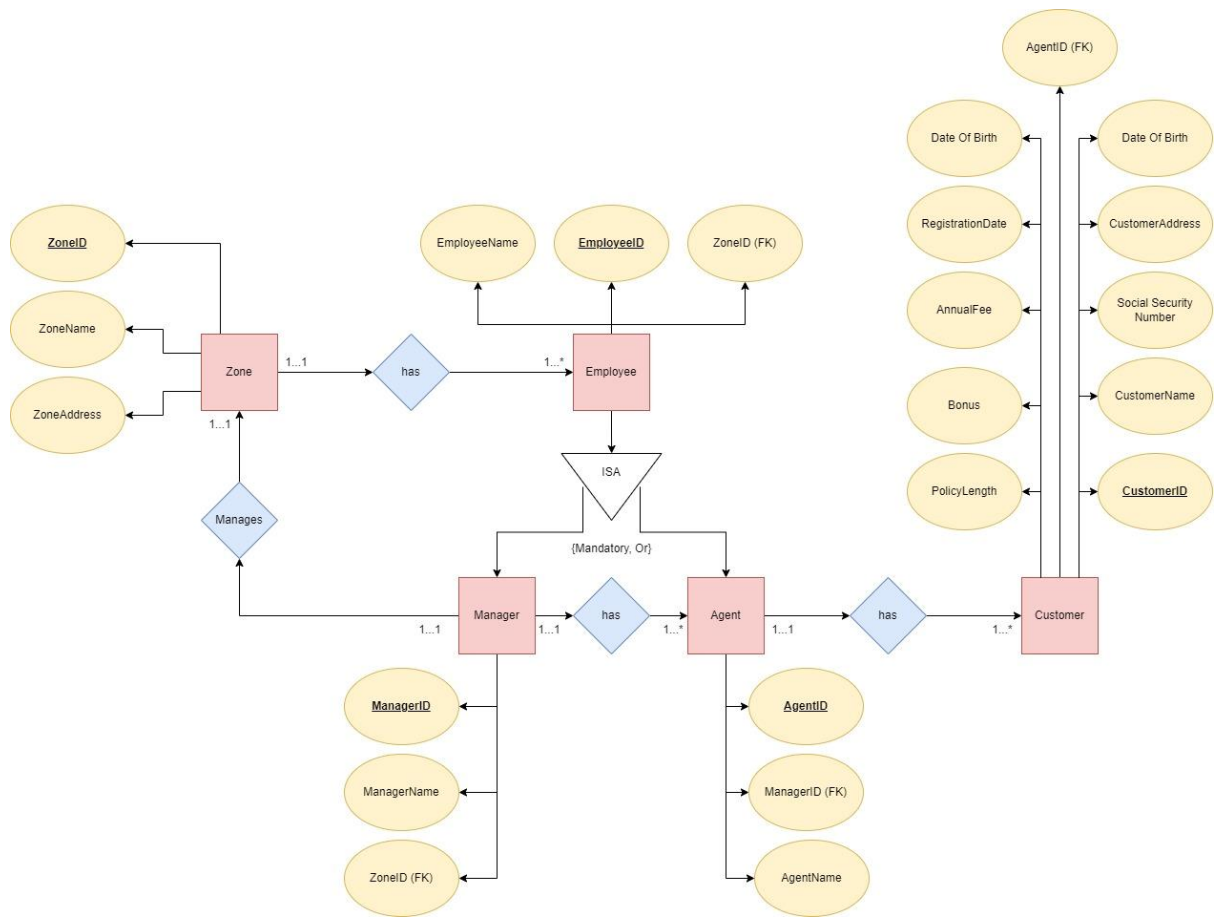 AgentID (FK)
Date Of Birth
Date Of Birth
ZoneID
EmployeeName
EmployeeID
ZoneID (FK)
RegistrationDate
CustomerAddress
ZoneName
AnnualFee
Social Security
Number
Zone
1...1
has
1...*
Employee
ZoneAddress
1...1
Bonus
CustomerName
ISA
PolicyLength
CustomerID
Manages
{Mandatory, Or}
Manager
has
Agent
has
Customer
1...1
1...1
1...*
1...1
1...*
ManagerID
AgentID
ManagerName
ManagerID (FK)
ZoneID (FK)
AgentName